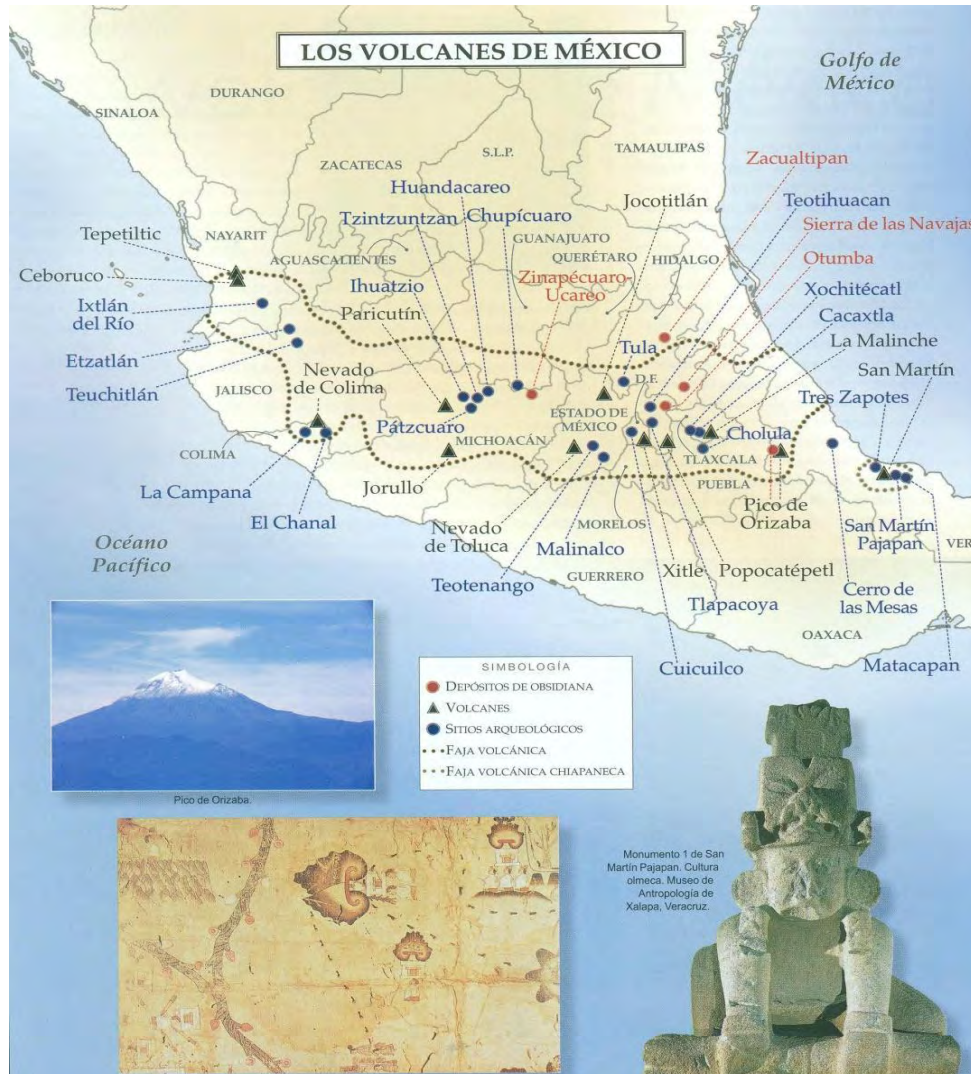 LOS VOLCANES DE MÉXICO
Golfo de
México
DURANGO
SINALOA
ZACATECAS
S.L.P.
TAMAULIPAS
Zacualtipan
Huandacareo
Jocotitlán
Teotihuacan
Tzintzuntzan
Chupícuaro
Sierra de las Navajas
Tepetiltic
NAYARIT
GUANAJUATO
AGUASCALIENTES
QUERÉTARO
HIDALGO
Otumba
Ceboruco
Ihuatzio
Zinapécuaro-
Ucareo
Xochitécatl
Ixtlán
del Río
Paricutín
Cacaxtla
Tula
La Malinche
Etzatlán
Nevado
de Colima
D.F.
San Martín
Teuchitlán
JALISCO
Tres Zapotes
ESTADO DE
MÉXICO
Pátzcuaro
MICHOACÁN
Cholula
COLIMA
TLAXCALA
PUEBLA
La Campana
Jorullo
Pico de
Orizaba
El Chanal
Nevado
de Toluca
MORELOS
San Martín
Pajapan
VER
Océano
Pacífico
Malinalco
Teotenango
GUERRERO
Xitle
Popocatépetl
Cerro de
las Mesas
Tlapacoya
OAXACA
Cuicuilco
Matacapan
SIMBOLOGÍA
DEPÓSITOS DE OBSIDIANA
VOLCANES
SITIOS ARQUEOLÓGICOS
FAJA VOLCÁNICA
FAJA VOLCÁNICA CHIAPANECA
Pico de Orizaba.
Monumento 1 de San
Martín Pajapan. Cultura
olmeca. Museo de
Antropología de
Xalapa, Veracruz.